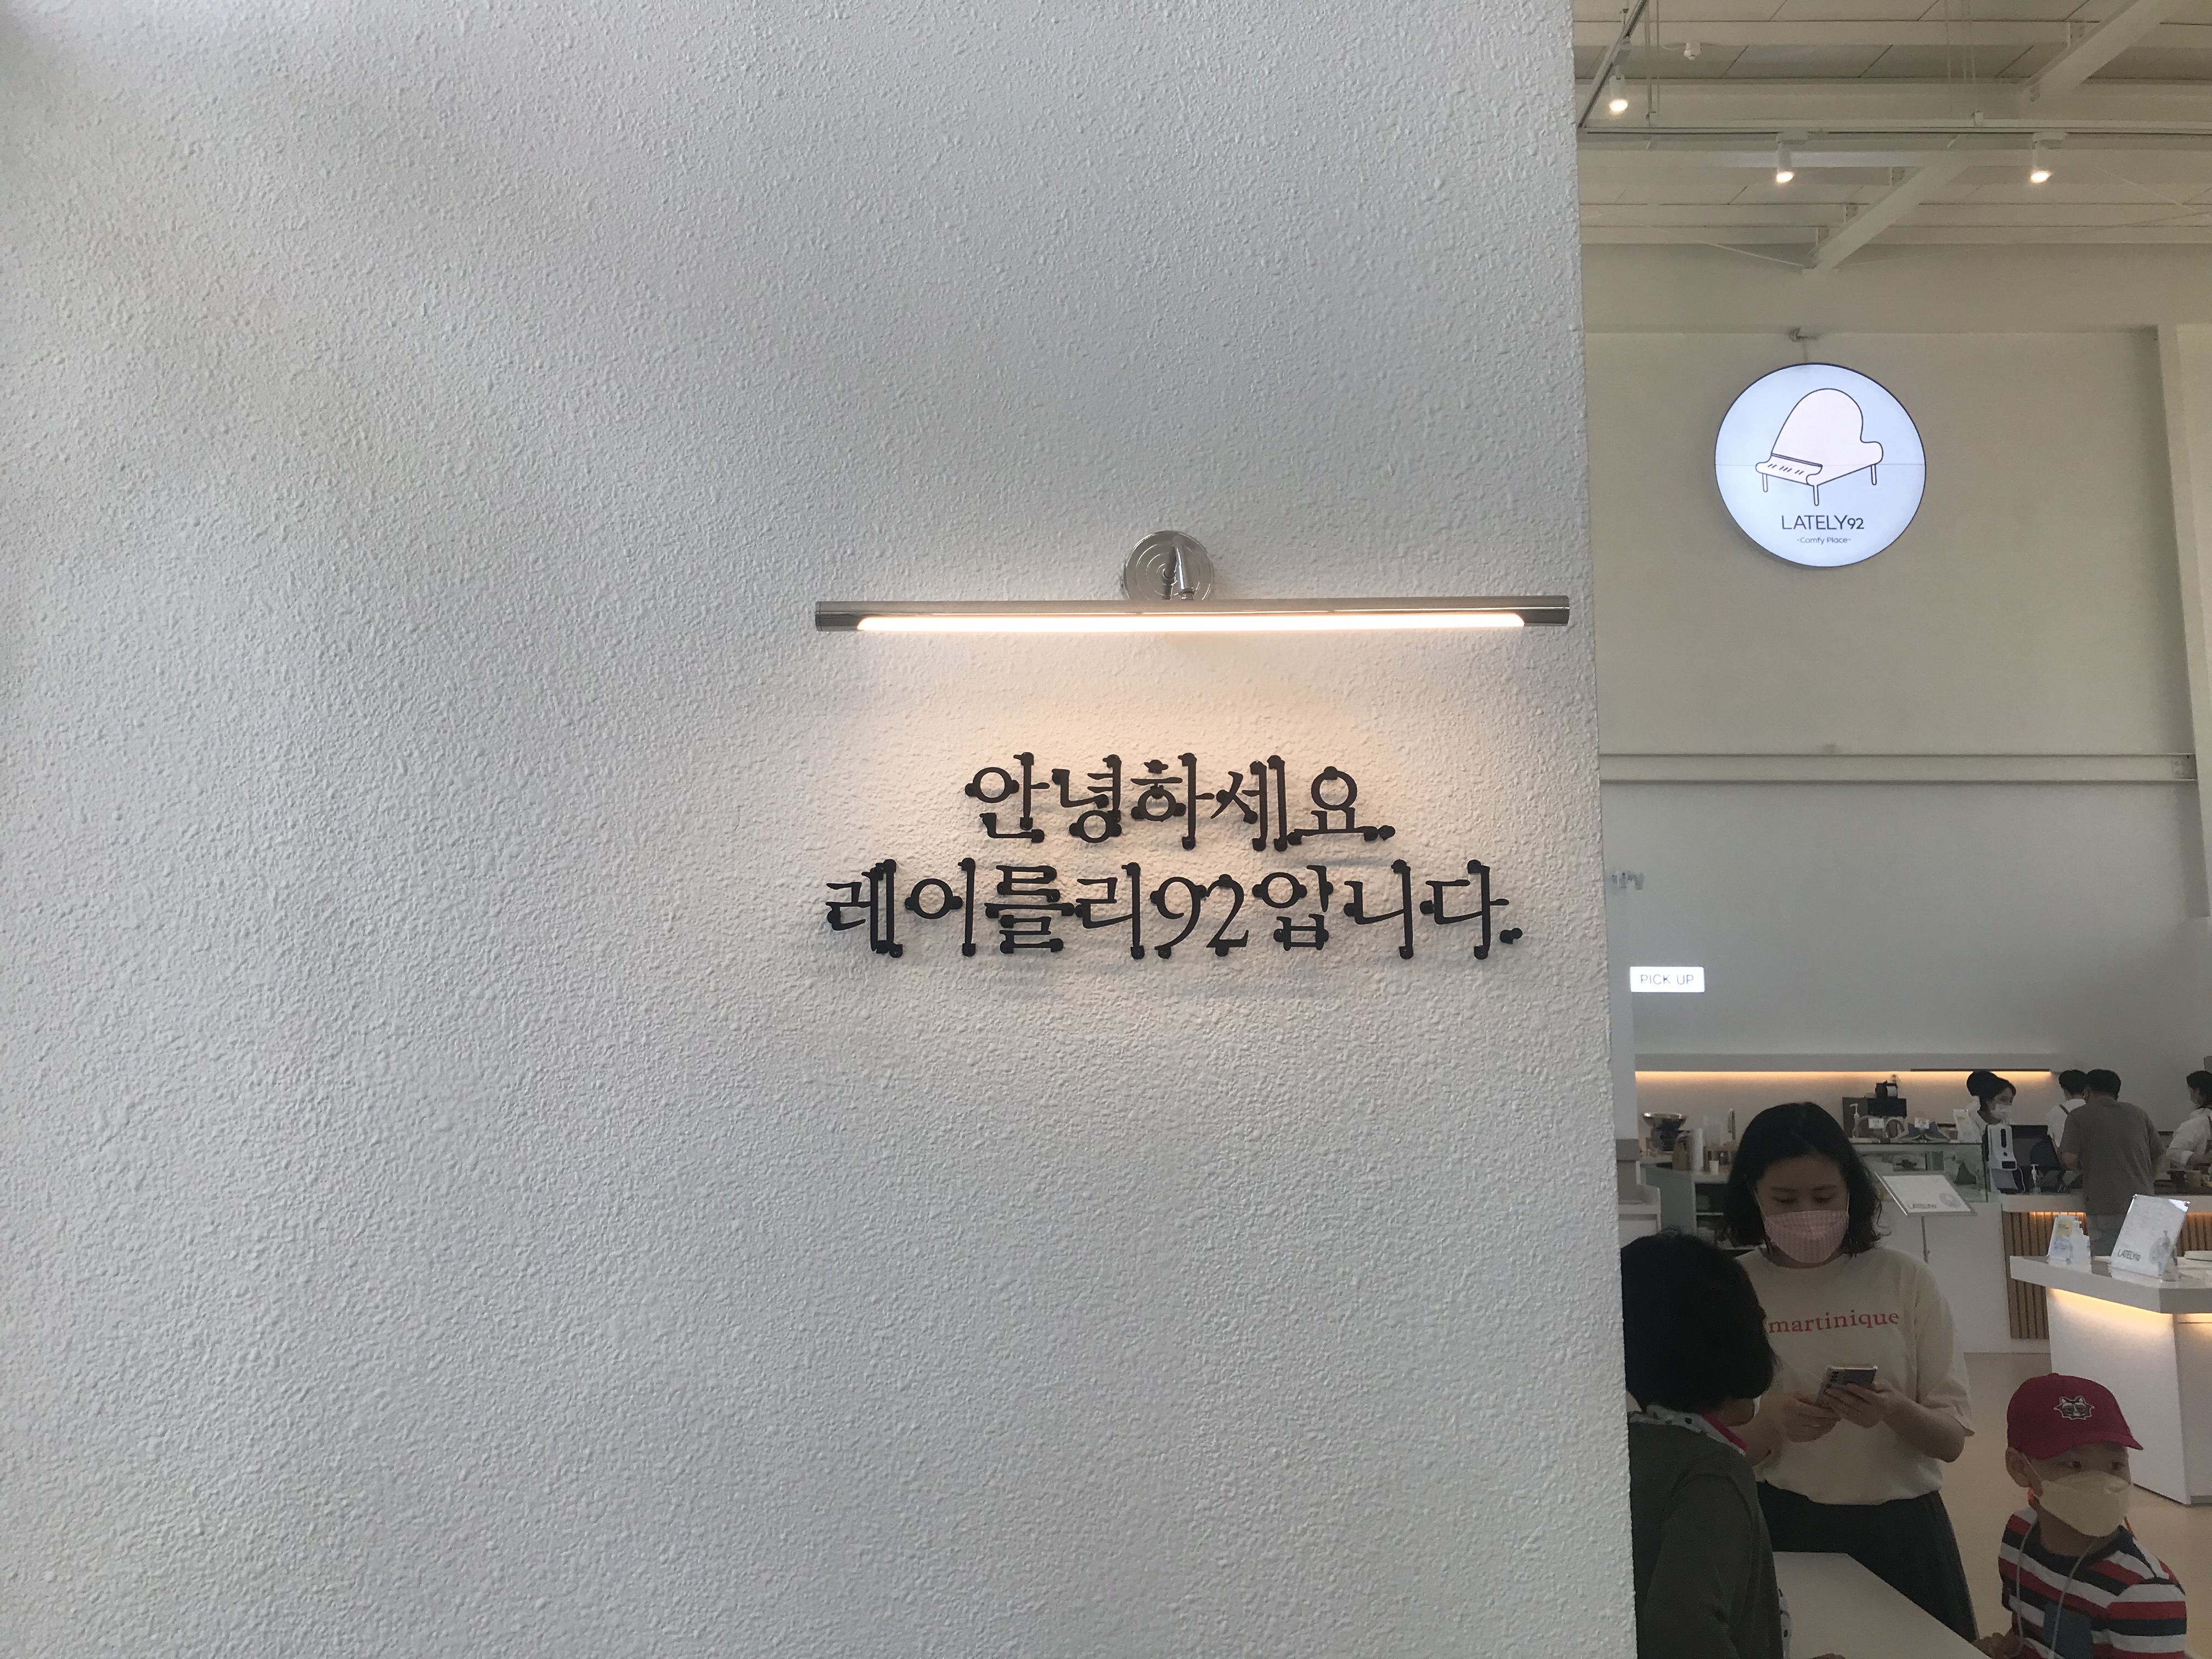 안녕하세요.
레이틀리92입니다.
LATELY92
-Comfy Place-
PICK UP
martinique
LATELY92